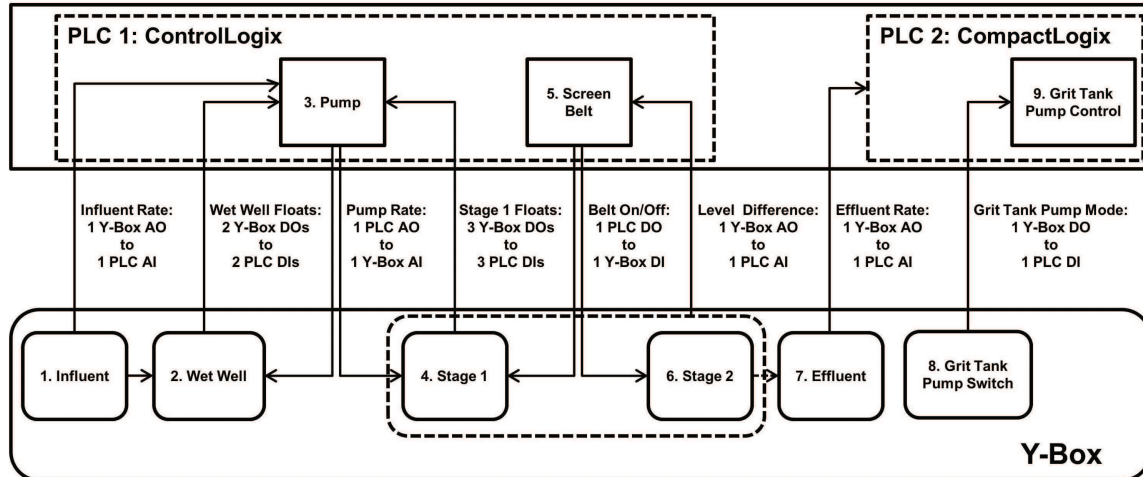 PLC 1: ControlLogix
PLC 2: CompactLogix
3. Pump
5. Screen
Belt
9. Grit Tank
Pump Control
Influent Rate:
1 Y-Box AO
to
1 PLC AI
Wet Well Floats:
2 Y-Box DOs
to
2 PLC DIs
Pump Rate:
1 PLC AO
to
1 Y-Box AI
Stage 1 Floats:
3 Y-Box DOs
to
3 PLC DIs
Belt On/Off:
1 PLC DO
to
1 Y-Box DI
Level Difference:
1 Y-Box AO
to
1 PLC AI
Effluent Rate:
1 Y-Box AO
to
1 PLC AI
Grit Tank Pump Mode:
1 Y-Box DO
to
1 PLC DI
1. Influent
2. Wet Well
4. Stage 1
6. Stage 2
7. Effluent
8. Grit Tank
Pump Switch
Y-Box